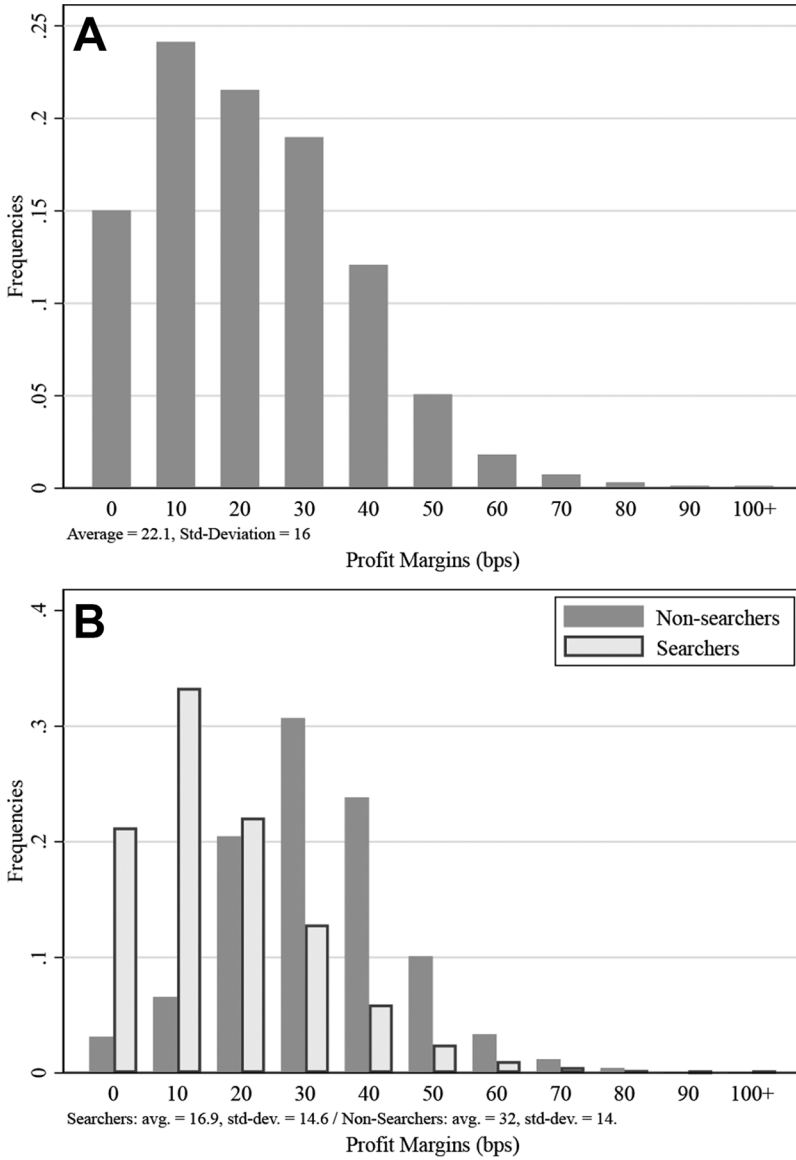 A
.25
.2
.15
.1
.05
0
Frequencies
0 10 20 30 40 50 60 70 80 90 100+
Average = 22.1, Std-Deviation = 16
Profit Margins (bps)
B
Non-searchers
Searchers
.4
.3
.2
.1
0
Frequencies
0 10 20 30 40 50 60 70 80 90 100+
Searchers: avg. = 16.9, std-dev. = 14.6 / Non-Searchers: avg. = 32, std-dev. = 14.
Profit Margins (bps)